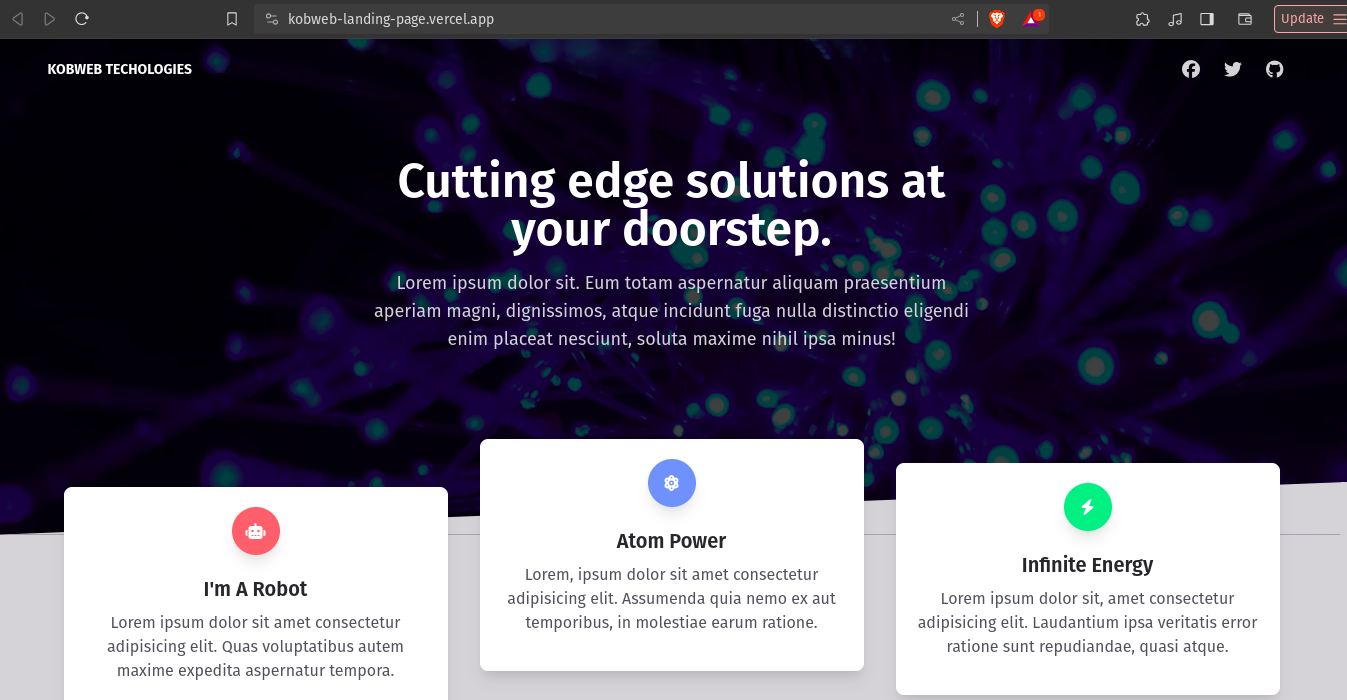 kobweb-landing-page.vercel.app
1
Update
KOBWEB TECHOLOGIES
Cutting edge solutions at
your doorstep.
Lorem ipsum dolor sit. Eum totam aspernatur aliquam praesentium
aperiam magni, dignissimos, atque incidunt fuga nulla distinctio eligendi
enim placeat nesciunt, soluta maxime nihil ipsa minus!
I'm A Robot
Lorem ipsum dolor sit amet consectetur
adipisicing elit. Quas voluptatibus autem
maxime expedita aspernatur tempora.
Atom Power
Lorem, ipsum dolor sit amet consectetur
adipisicing elit. Assumenda quia nemo ex aut
temporibus, in molestiae earum ratione.
Infinite Energy
Lorem ipsum dolor sit, amet consectetur
adipisicing elit. Laudantium ipsa veritatis error
ratione sunt repudiandae, quasi atque.